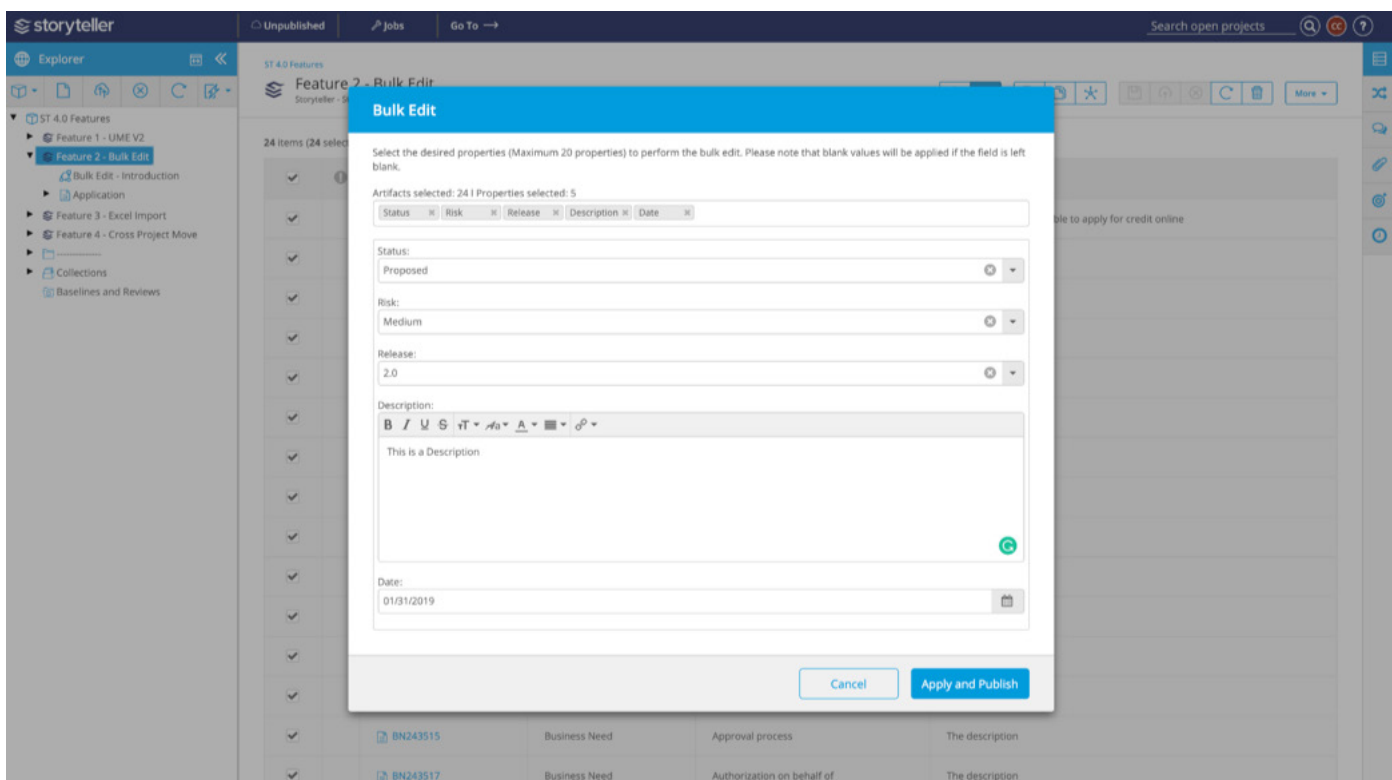 storyteller
Unpublished
Jobs
Go To →
Search open projects
CC
?
Explorer
ST 4.0 Features
Feature 1 - UME V2
Feature 2 - Bulk Edit
Bulk Edit - Introduction
Application
Feature 3 - Excel Import
Feature 4 - Cross Project Move
Collections
Baselines and Reviews
ST 4.0 Features
Feature 2 - Bulk Edit
Storyteller
More
24 items (24
ble to apply for credit online
Bulk Edit
Select the desired properties (Maximum 20 properties) to perform the bulk edit. Please note that blank values will be applied if the field is left
blank.
Artifacts selected: 24 | Properties selected: 5
Status Risk Release Description Date
Status:
Proposed
Risk:
Medium
Release:
2.0
Description:
B I U S TT Aa A
This is a Description
Date:
01/31/2019
Cancel
Apply and Publish
BN243515 Business Need Approval process The description
BN243517 Business Need Authorization on behalf of The description